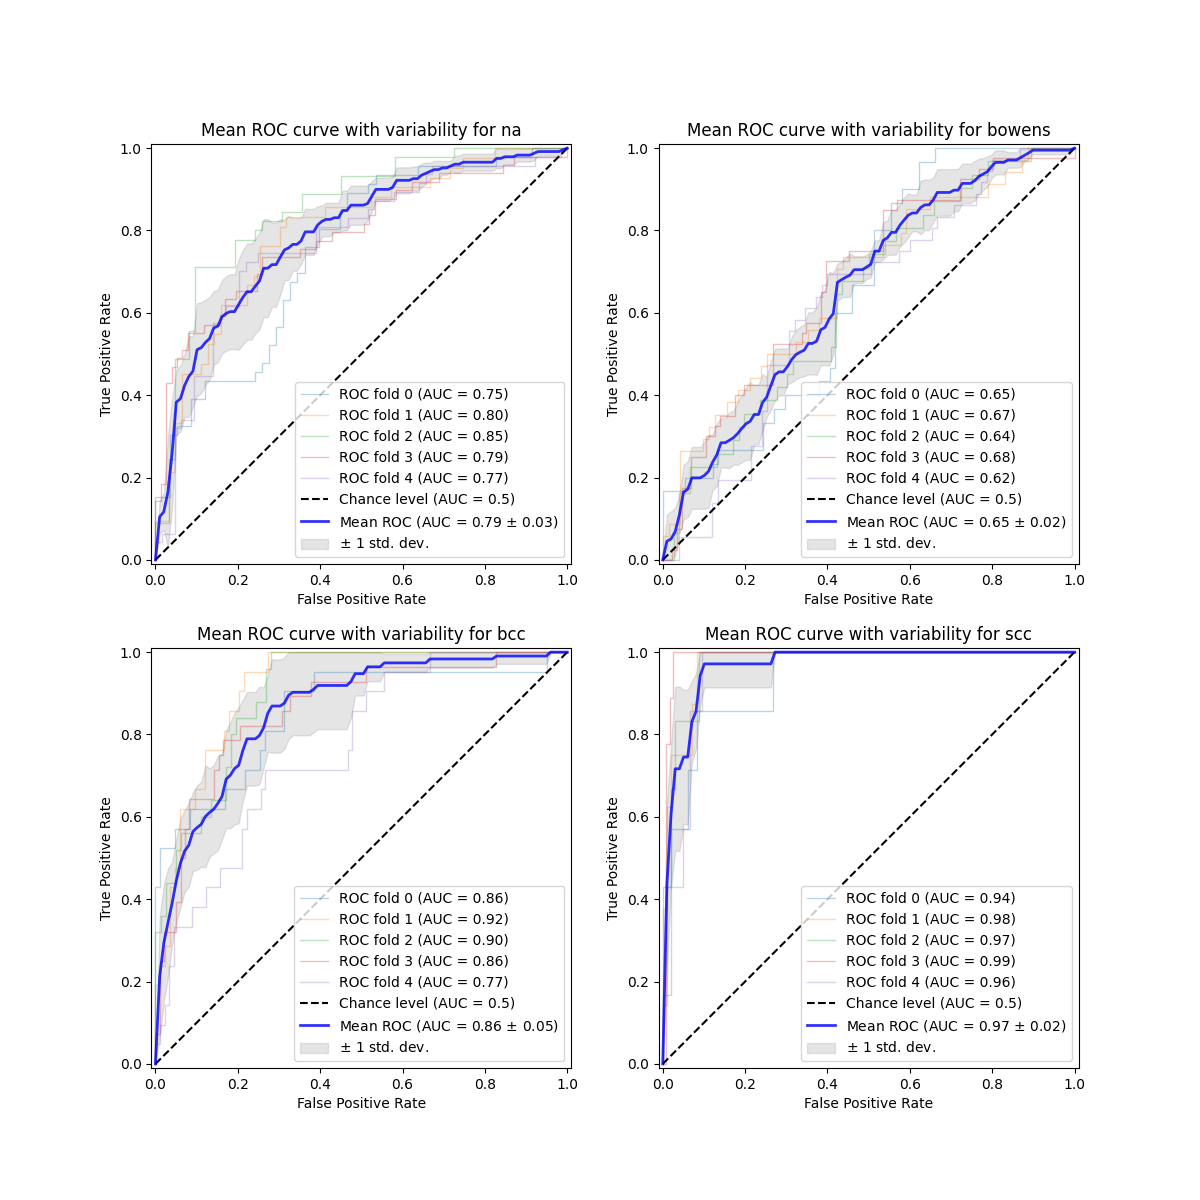 Mean ROC curve with variability for na
True Positive Rate
1.0
0.8
0.6
0.4
0.2
0.0
ROC fold 0 (AUC = 0.75)
ROC fold 1 (AUC = 0.80)
ROC fold 2 (AUC = 0.85)
ROC fold 3 (AUC = 0.79)
ROC fold 4 (AUC = 0.77)
Chance level (AUC = 0.5)
Mean ROC (AUC = 0.79 ± 0.03)
± 1 std. dev.
0.0 0.2 0.4 0.6 0.8 1.0
False Positive Rate
Mean ROC curve with variability for bowens
True Positive Rate
1.0
0.8
0.6
0.4
0.2
0.0
ROC fold 0 (AUC = 0.65)
ROC fold 1 (AUC = 0.67)
ROC fold 2 (AUC = 0.64)
ROC fold 3 (AUC = 0.68)
ROC fold 4 (AUC = 0.62)
Chance level (AUC = 0.5)
Mean ROC (AUC = 0.65 ± 0.02)
± 1 std. dev.
0.0 0.2 0.4 0.6 0.8 1.0
False Positive Rate
Mean ROC curve with variability for bcc
True Positive Rate
1.0
0.8
0.6
0.4
0.2
0.0
ROC fold 0 (AUC = 0.86)
ROC fold 1 (AUC = 0.92)
ROC fold 2 (AUC = 0.90)
ROC fold 3 (AUC = 0.86)
ROC fold 4 (AUC = 0.77)
Chance level (AUC = 0.5)
Mean ROC (AUC = 0.86 ± 0.05)
± 1 std. dev.
0.0 0.2 0.4 0.6 0.8 1.0
False Positive Rate
Mean ROC curve with variability for scc
True Positive Rate
1.0
0.8
0.6
0.4
0.2
0.0
ROC fold 0 (AUC = 0.94)
ROC fold 1 (AUC = 0.98)
ROC fold 2 (AUC = 0.97)
ROC fold 3 (AUC = 0.99)
ROC fold 4 (AUC = 0.96)
Chance level (AUC = 0.5)
Mean ROC (AUC = 0.97 ± 0.02)
± 1 std. dev.
0.0 0.2 0.4 0.6 0.8 1.0
False Positive Rate